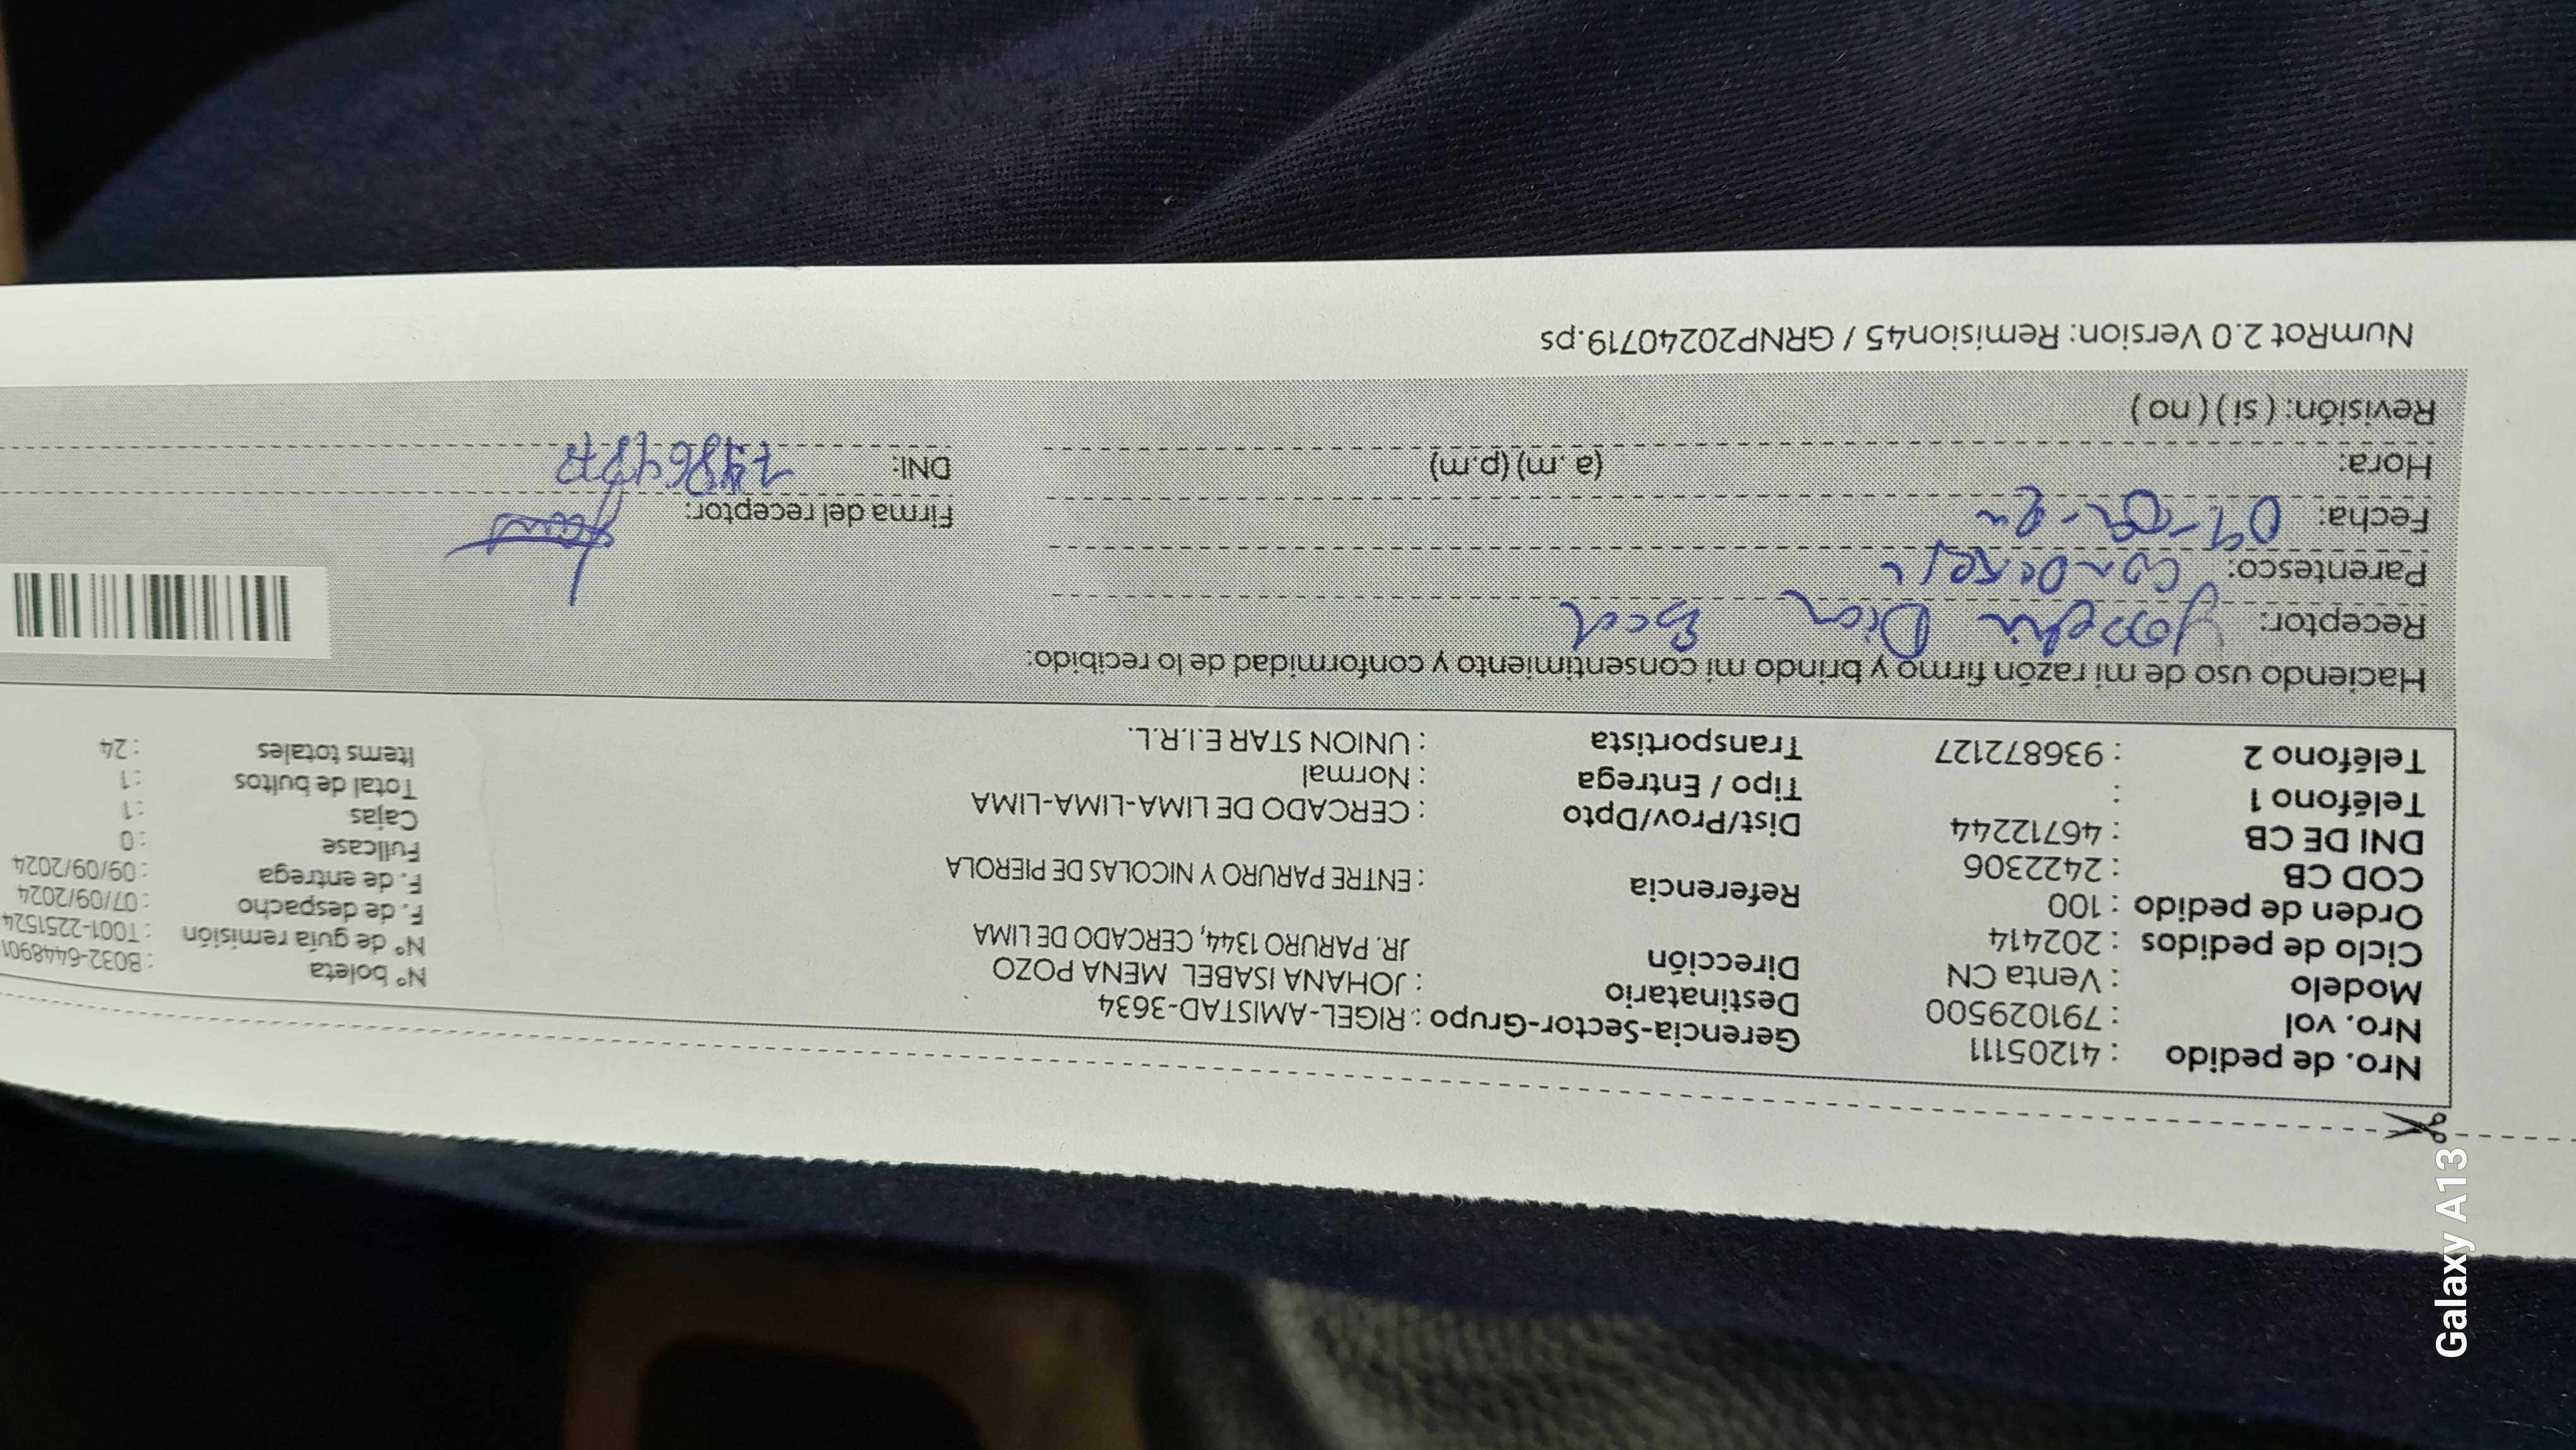 Nro. de pedido : 41205111
Nro. vol : 791029500
Modelo : Venta CN
Ciclo de pedidos : 202414
Orden de pedido : 100
COD CB : 2422306
DNI DE CB : 46712244
Teléfono 1 :
Teléfono 2 : 936872127
Gerencia-Sector-Grupo : RIGEL-AMISTAD-3634
Destinatario : JOHANA ISABEL MENA POZO
Dirección JR. PARURO 1344, CERCADO DE LIMA
Referencia : ENTRE PARURO Y NICOLAS DE PIEROLA
Dist/Prov/Dpto : CERCADO DE LIMA-LIMA-LIMA
Tipo / Entrega : Normal
Transportista : UNION STAR E.I.R.L.
N° boleta : B032-6448901
N° de guía remisión : T001-2251524
F. de despacho : 07/09/2024
F. de entrega : 09/09/2024
Fullcase : 0
Cajas : 1
Total de bultos : 1
Items totales : 24
Haciendo uso de mi razón firmo y brindo mi consentimiento y conformidad de lo recibido:
Receptor:
Parentesco:
Fecha:
Hora: (a. m) (p.m)
Revisión: ( si ) ( no )
Firma del receptor:
DNI:
NumRot 2.0 Version: Remision45 / GRNP20240719.ps
Galaxy A13